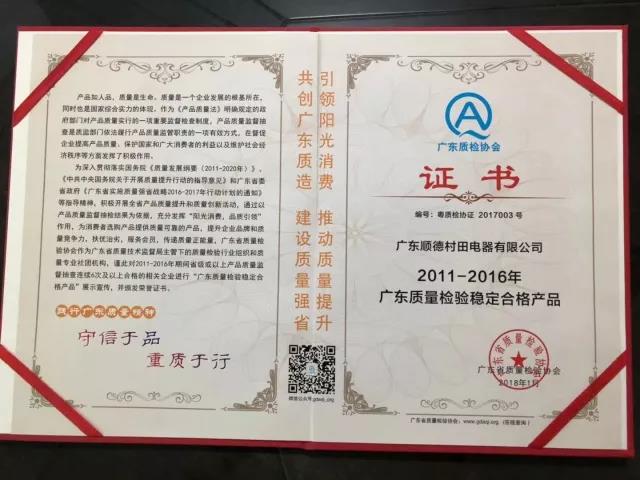 产品如人品，质量是生命。质量是一个企业发展的根基所在，
同时也是国家综合实力的体现。作为《产品质量法》明确规定的政
府部门对产品质量实行的一项重要监督检查制度，产品质量监督抽
查是质监部门依法履行产品质量监管职责的一项有效方式，在督促
企业提高产品质量、保护国家和广大消费者的利益以及维护社会经
济秩序等方面发挥了积极作用。
为深入贯彻落实国务院《质量发展纲要（2011-2020年）》、
《中共中央国务院关于开展质量提升行动的指导意见》和广东省委
省政府《广东省实施质量强省战略2016-2017年行动计划的通知》
等指导精神，积极开展全省产品质量提升和质量创新活动，通过以
产品质量监督抽检结果为依据，充分发挥“阳光消费，品质引领”作
用，为消费者选购产品提供质量可靠的产品，提升企业品牌和质
量竞争力，扶优治劣，服务会员，传递质量正能量，广东省质量检
验协会作为广东省质量技术监督局主管下的质量检验行业组织和质
量专业社团机构，谨此对2011-2016年期间省级或以上产品质量监
督抽查连续6次及以上合格的相关企业进行“广东质量检验稳定合格
产品”展示宣传，并颁发荣誉证书。
践行广东质量精神
守信于品
重质于行
引领阳光消费 推动质量提升
共创广东质造 建设质量强省
微信公众号:gdaqi_org
广东质检协会
证书
编号：粤质检协证 2017003 号
广东顺德村田电器有限公司
2011-2016年
广东质量检验稳定合格产品
广东省质量检验协会
广东省质量检验协会
2018年1月
广东省质量检验协会：www.gdaqi.org（答疑查询）